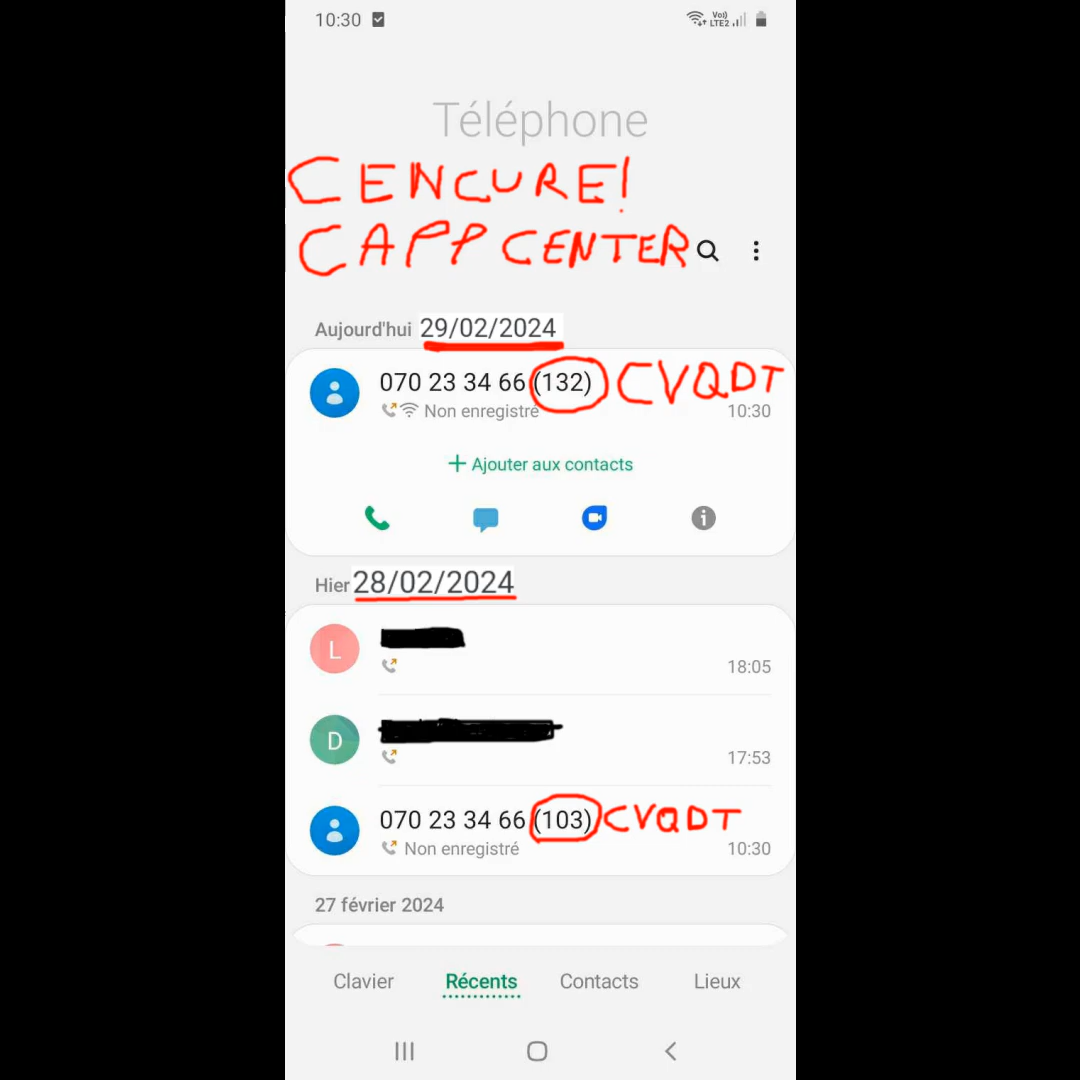 10:30
Vo) LTE2
Téléphone
CENCURE!
CAPP CENTER
Aujourd'hui 29/02/2024
070 23 34 66 (132) CVQDT
Non enregistré 10:30
+ Ajouter aux contacts
Hier 28/02/2024
L
18:05
D
17:53
070 23 34 66 (103) CVQDT
Non enregistré 10:30
27 février 2024
Clavier Récents Contacts Lieux